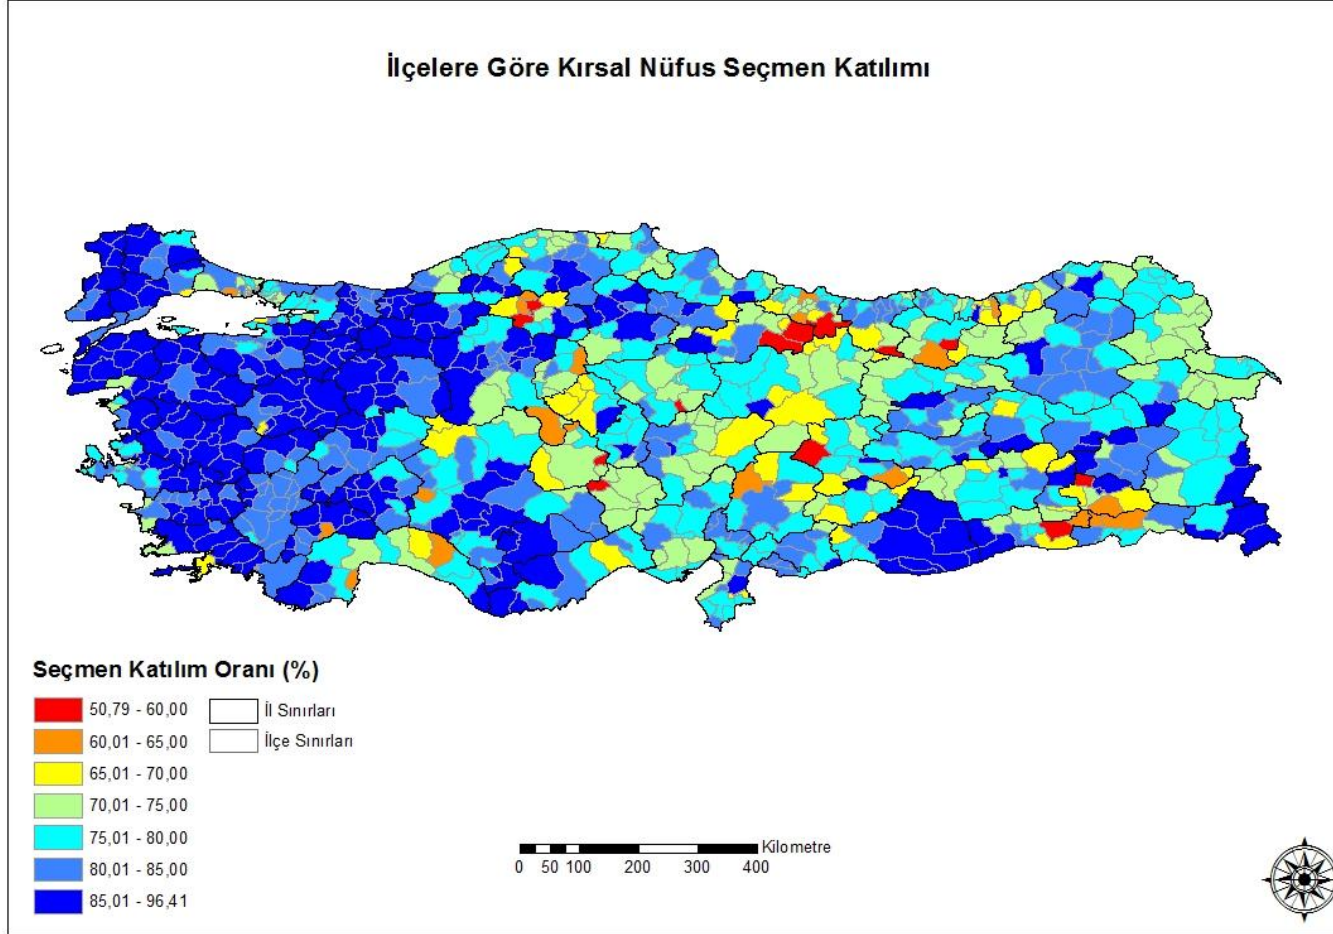 İlçelere Göre Kırsal Nüfus Seçmen Katılımı
Seçmen Katılım Oranı (%)
50,79 - 60,00
İl Sınırları
60,01 - 65,00
İlçe Sınırları
65,01 - 70,00
70,01 - 75,00
75,01 - 80,00
80,01 - 85,00
85,01 - 96,41
Kilometre
0 50 100 200 300 400